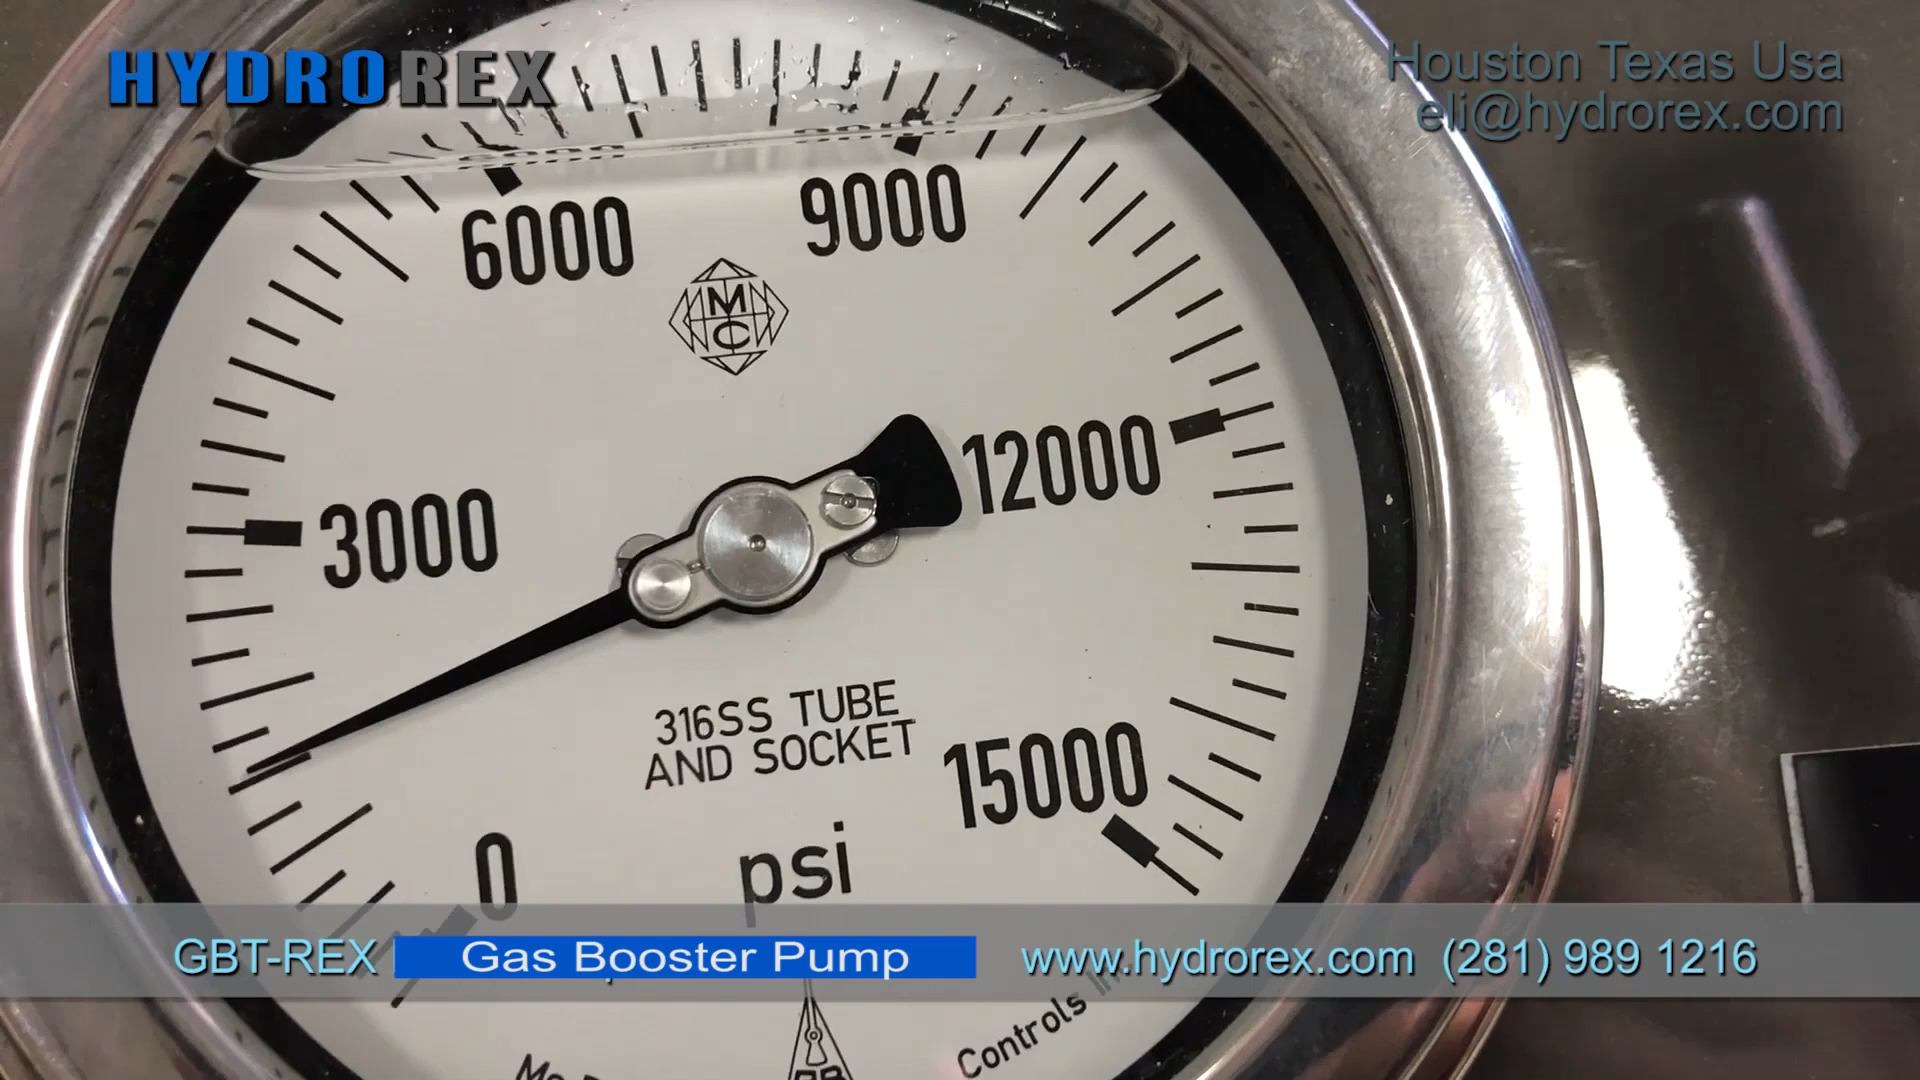 HYDROREX
Houston Texas Usa
eli@hydrorex.com
6000
9000
M
C
3000
12000
316SS TUBE
AND SOCKET
15000
0
psi
GBT-REX
Gas Booster Pump
www.hydrorex.com (281) 989 1216
Controls